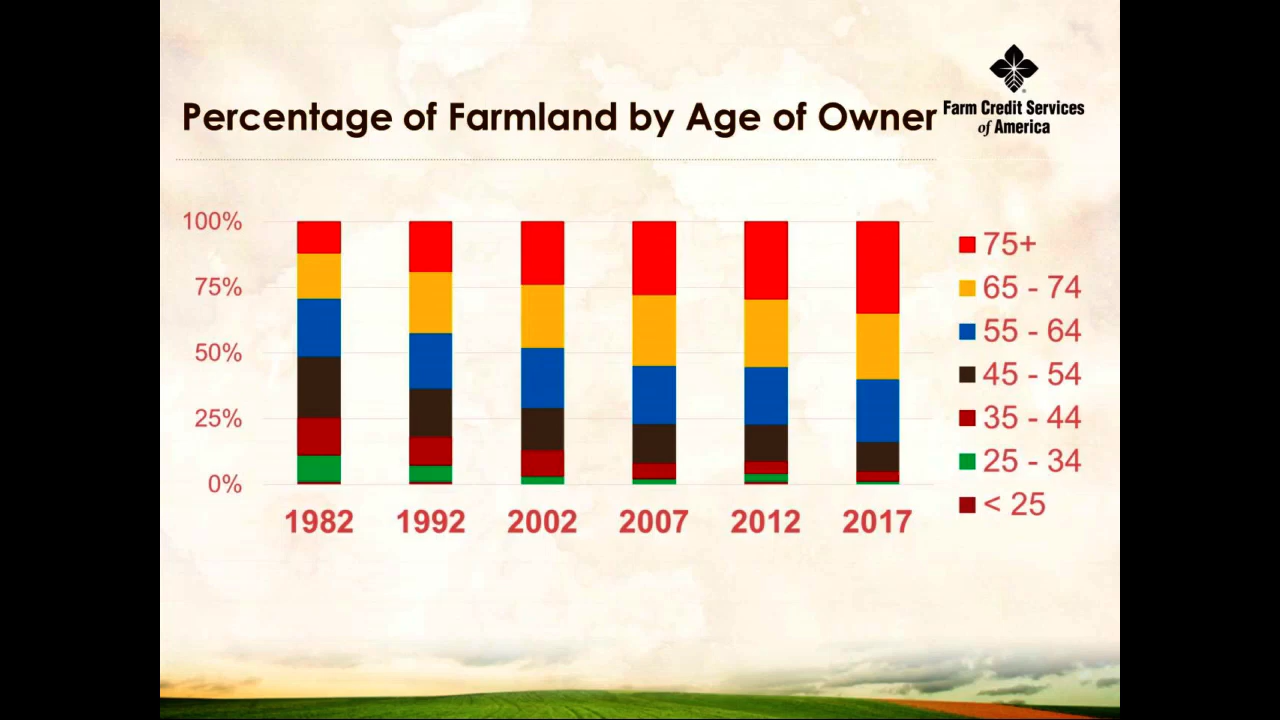 Percentage of Farmland by Age of Owner
Farm Credit Services
of America
100%
75%
50%
25%
0%
1982 1992 2002 2007 2012 2017
75+
65 - 74
55 - 64
45 - 54
35 - 44
25 - 34
< 25